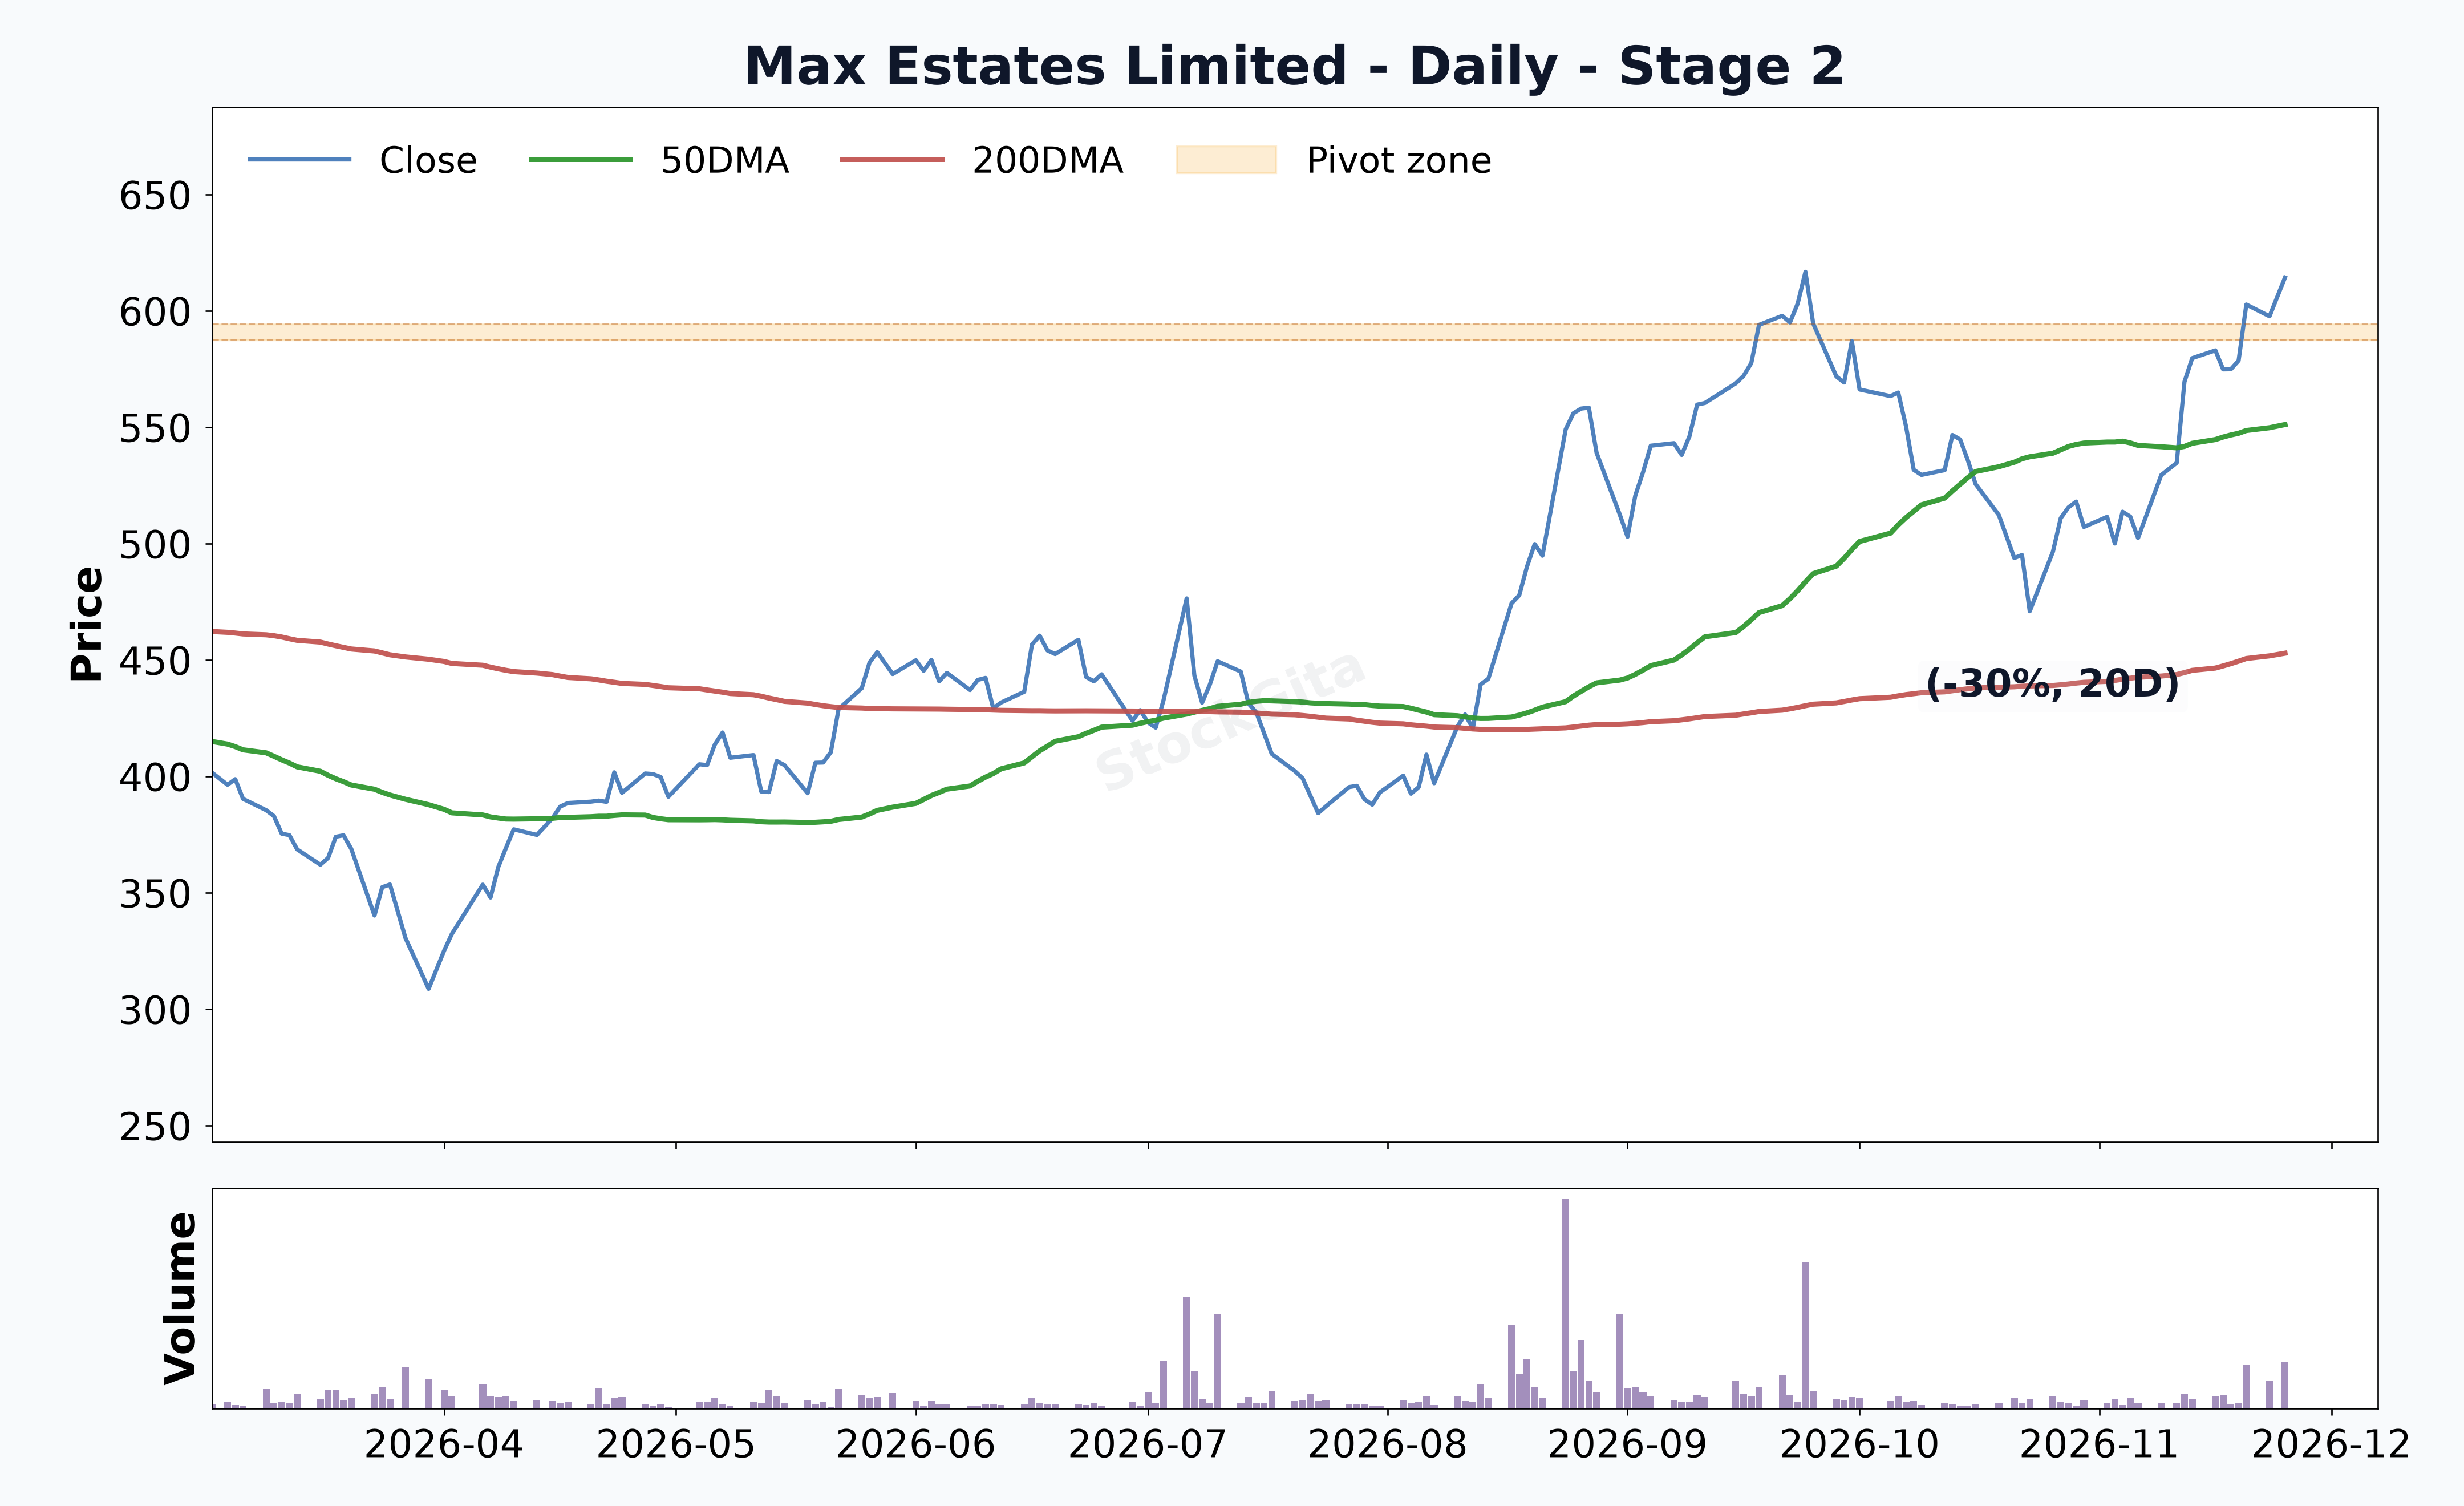 Max Estates Limited - Daily - Stage 2
Close 50DMA 200DMA Pivot zone
650
600
550
500
450
400
350
300
250
Price
(-30%, 20D)
StockGita
Volume
2026-04 2026-05 2026-06 2026-07 2026-08 2026-09 2026-10 2026-11 2026-12